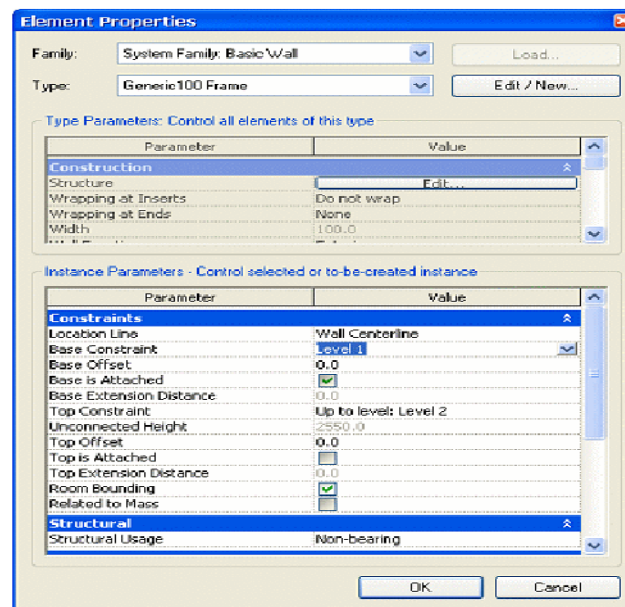 Element Properties
Family: System Family: Basic Wall Load...
Type: Generic100 Frame Edit / New...
Type Parameters: Control all elements of this type
Parameter Value
Construction
Structure Edit...
Wrapping at Inserts Do not wrap
Wrapping at Ends None
Width 100.0
Instance Parameters - Control selected or to-be-created instance
Parameter Value
Constraints
Location Line Wall Centerline
Base Constraint Level 1
Base Offset 0.0
Base is Attached
Base Extension Distance 0.0
Top Constraint Up to level: Level 2
Unconnected Height 2550.0
Top Offset 0.0
Top is Attached
Top Extension Distance 0.0
Room Bounding
Related to Mass
Structural
Structural Usage Non-bearing
OK Cancel